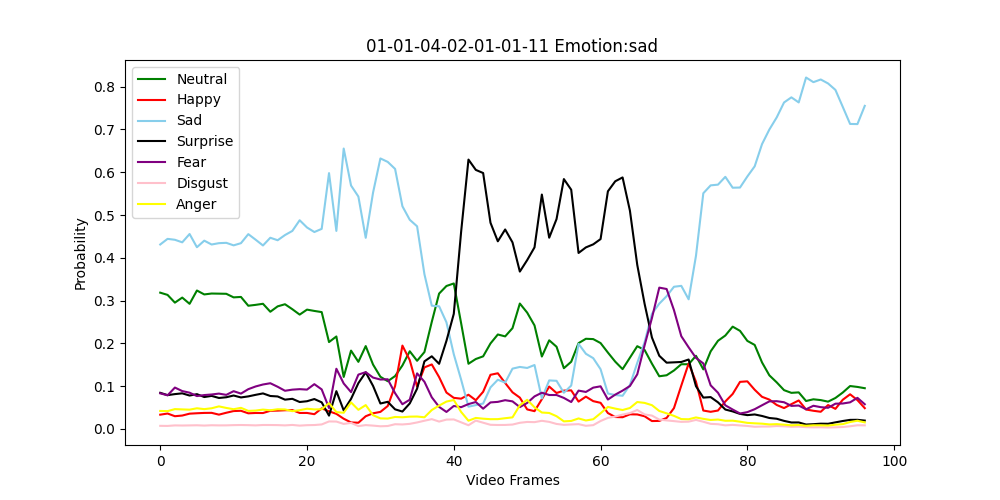 01-01-04-02-01-01-11 Emotion:sad
Neutral
Happy
Sad
Surprise
Fear
Disgust
Anger
Probability
0.8
0.7
0.6
0.5
0.4
0.3
0.2
0.1
0.0
0 20 40 60 80 100
Video Frames